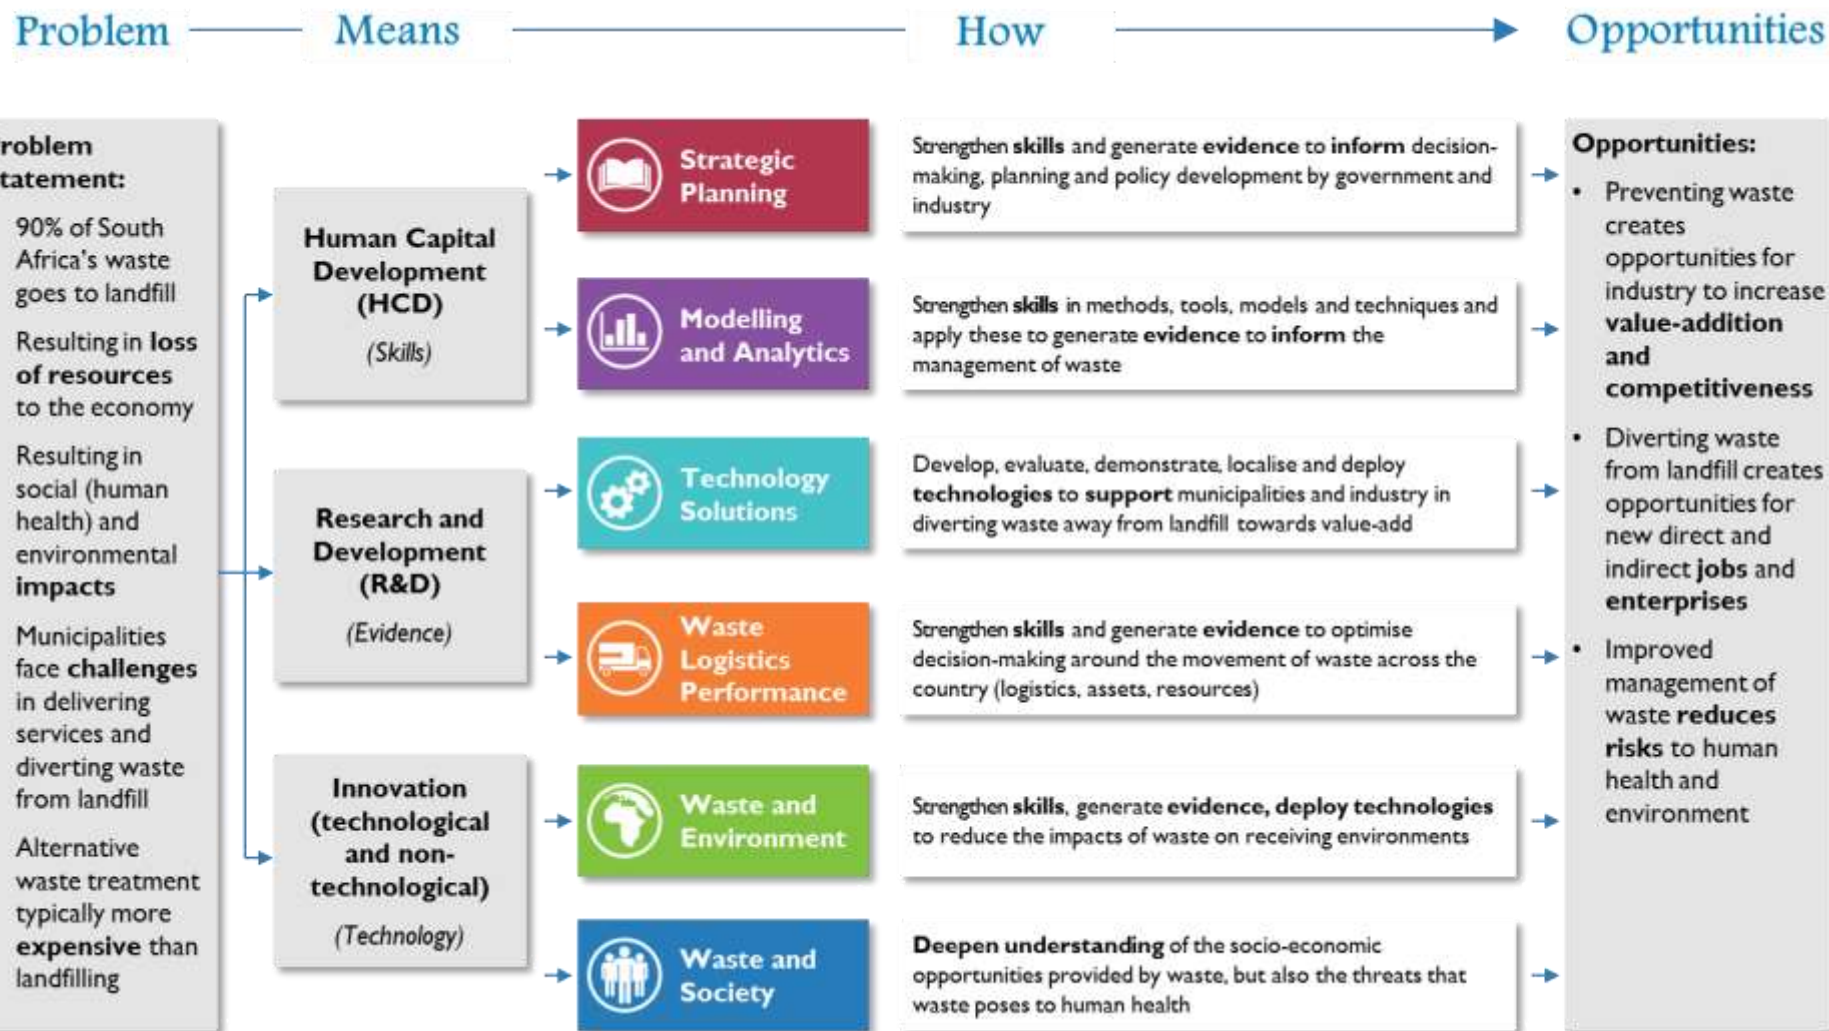 Problem
Means
How
Opportunities
roblem
tatement:
90% of South
Africa's waste
goes to landfill
Resulting in loss
of resources
to the economy
Resulting in
social (human
health) and
environmental
impacts
Municipalities
face challenges
in delivering
services and
diverting waste
from landfill
Alternative
waste treatment
typically more
expensive than
landfilling
Human Capital
Development
(HCD)
(Skills)
Research and
Development
(R&D)
(Evidence)
Innovation
(technological
and non-
technological)
(Technology)
Strategic
Planning
Strengthen skills and generate evidence to inform decision-
making, planning and policy development by government and
industry
Modelling
and Analytics
Strengthen skills in methods, tools, models and techniques and
apply these to generate evidence to inform the
management of waste
Technology
Solutions
Develop, evaluate, demonstrate, localise and deploy
technologies to support municipalities and industry in
diverting waste away from landfill towards value-add
Waste
Logistics
Performance
Strengthen skills and generate evidence to optimise
decision-making around the movement of waste across the
country (logistics, assets, resources)
Waste and
Environment
Strengthen skills, generate evidence, deploy technologies
to reduce the impacts of waste on receiving environments
Waste and
Society
Deepen understanding of the socio-economic
opportunities provided by waste, but also the threats that
waste poses to human health
Opportunities:
• Preventing waste
creates
opportunities for
industry to increase
value-addition
and
competitiveness
• Diverting waste
from landfill creates
opportunities for
new direct and
indirect jobs and
enterprises
• Improved
management of
waste reduces
risks to human
health and
environment